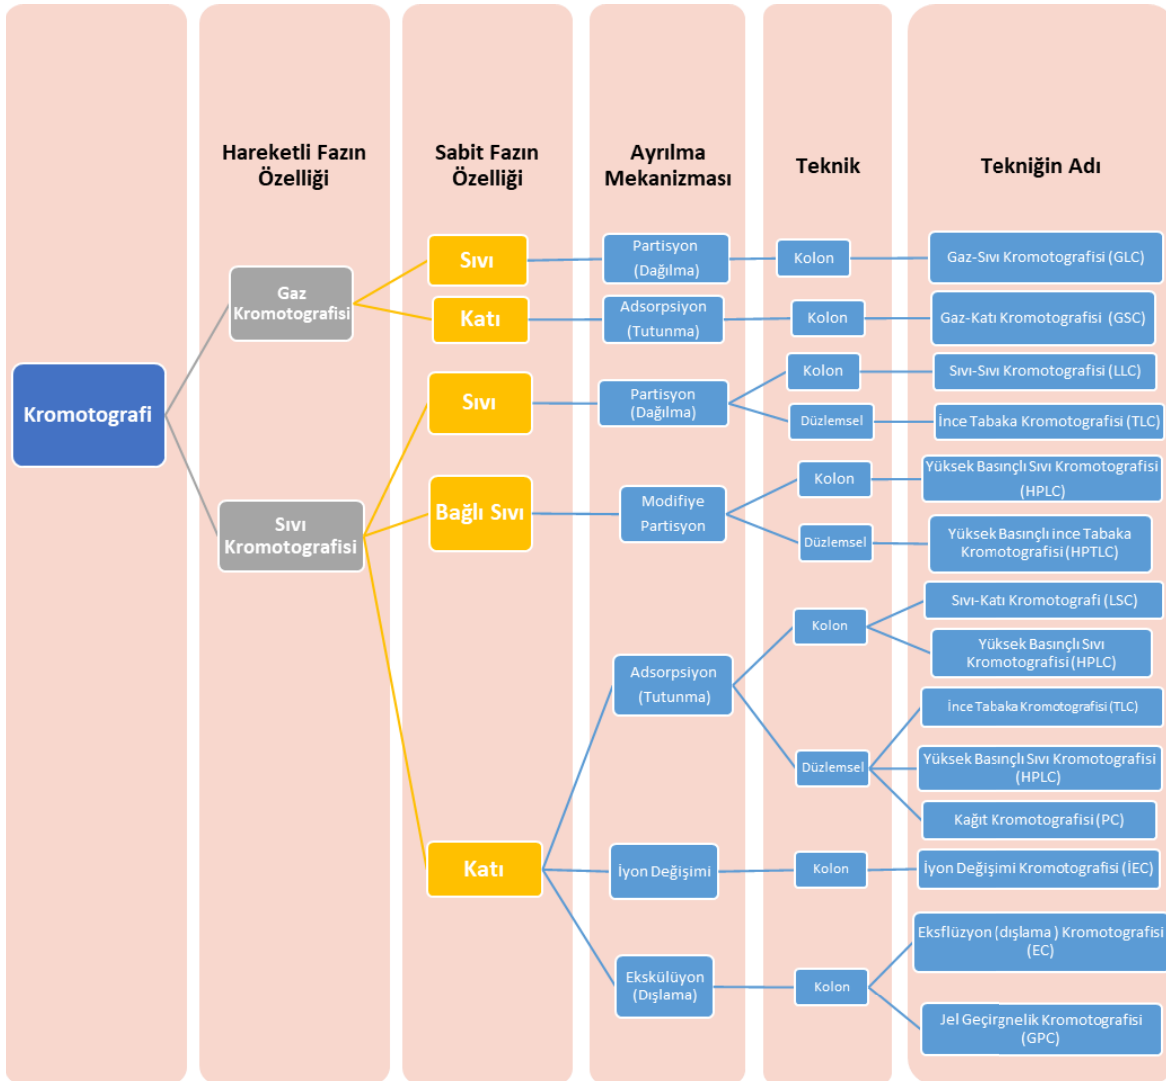 Hareketli Fazın
Özelliği
Sabit Fazın
Özelliği
Ayrılma
Mekanizması
Teknik
Tekniğin Adı
Kromotografi
Gaz
Kromotografisi
Sıvı
Kromotografisi
Sıvı
Partisyon
(Dağılma)
Kolon
Gaz-Sıvı Kromotografisi (GLC)
Katı
Adsorpsiyon
(Tutunma)
Kolon
Gaz-Katı Kromotografisi (GSC)
Sıvı
Partisyon
(Dağılma)
Kolon
Sıvı-Sıvı Kromotografisi (LLC)
Düzlemsel
İnce Tabaka Kromotografisi (TLC)
Bağlı Sıvı
Modifiye
Partisyon
Kolon
Yüksek Basınçlı Sıvı Kromotografisi
(HPLC)
Düzlemsel
Yüksek Basınçlı ince Tabaka
Kromotografisi (HPTLC)
Katı
Adsorpsiyon
(Tutunma)
Kolon
Sıvı-Katı Kromotografi (LSC)
Yüksek Basınçlı Sıvı
Kromotografisi (HPLC)
Düzlemsel
İnce Tabaka Kromotografisi (TLC)
Yüksek Basınçlı Sıvı Kromotografisi
(HPLC)
Kağıt Kromotografisi (PC)
İyon Değişimi
Kolon
İyon Değişimi Kromotografisi (İEC)
Ekskülüyon
(Dışlama)
Kolon
Eksflüzyon (dışlama ) Kromotografisi
(EC)
Jel Geçirgnelik Kromotografisi
(GPC)